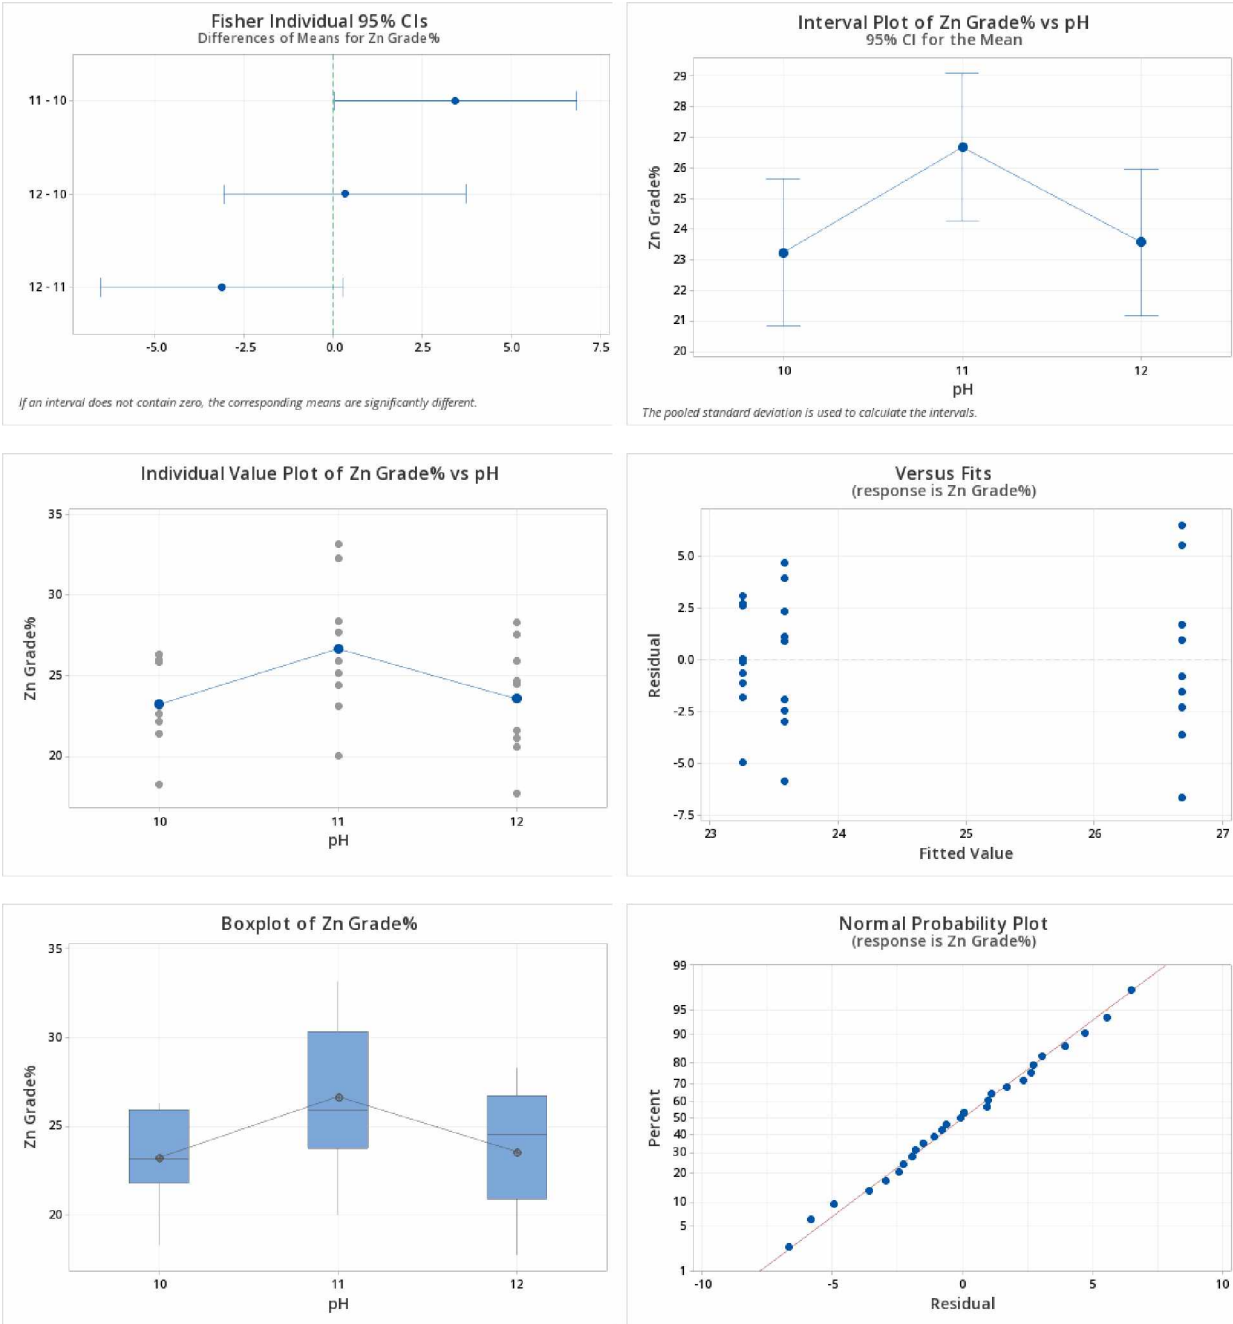 Fisher Individual 95% CIs
Differences of Means for Zn Grade%
11 - 10
12 - 10
12 - 11
-5.0 -2.5 0.0 2.5 5.0 7.5
If an interval does not contain zero, the corresponding means are significantly different.
Interval Plot of Zn Grade% vs pH
95% CI for the Mean
Zn Grade%
29
28
27
26
25
24
23
22
21
20
10 11 12
pH
The pooled standard deviation is used to calculate the intervals.
Individual Value Plot of Zn Grade% vs pH
Zn Grade%
35
30
25
20
10 11 12
pH
Versus Fits
(response is Zn Grade%)
Residual
5.0
2.5
0.0
-2.5
-5.0
-7.5
23 24 25 26 27
Fitted Value
Boxplot of Zn Grade%
Zn Grade%
35
30
25
20
10 11 12
pH
Normal Probability Plot
(response is Zn Grade%)
Percent
99
95
90
80
70
60
50
40
30
20
10
5
1
-10 -5 0 5 10
Residual